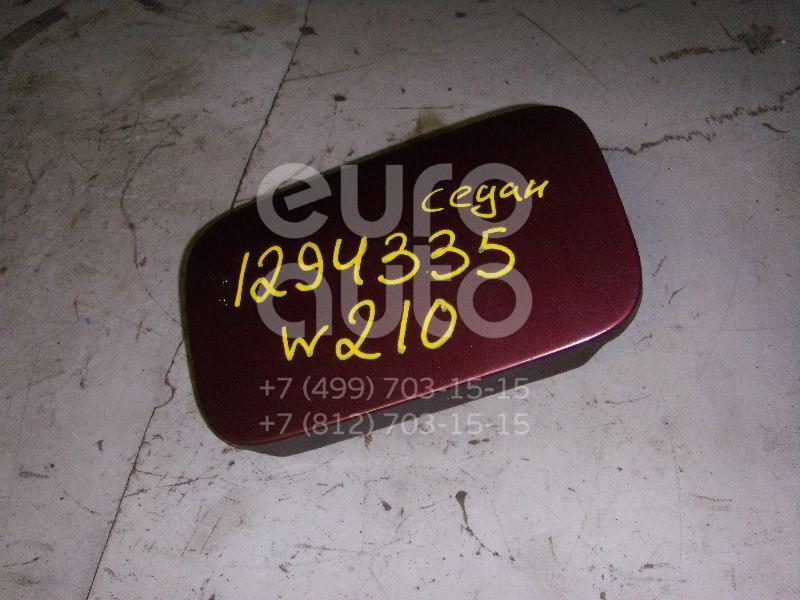 седан
1294335
w210
euro
auto
+7 (499) 703-15-15
+7 (812) 703-15-15